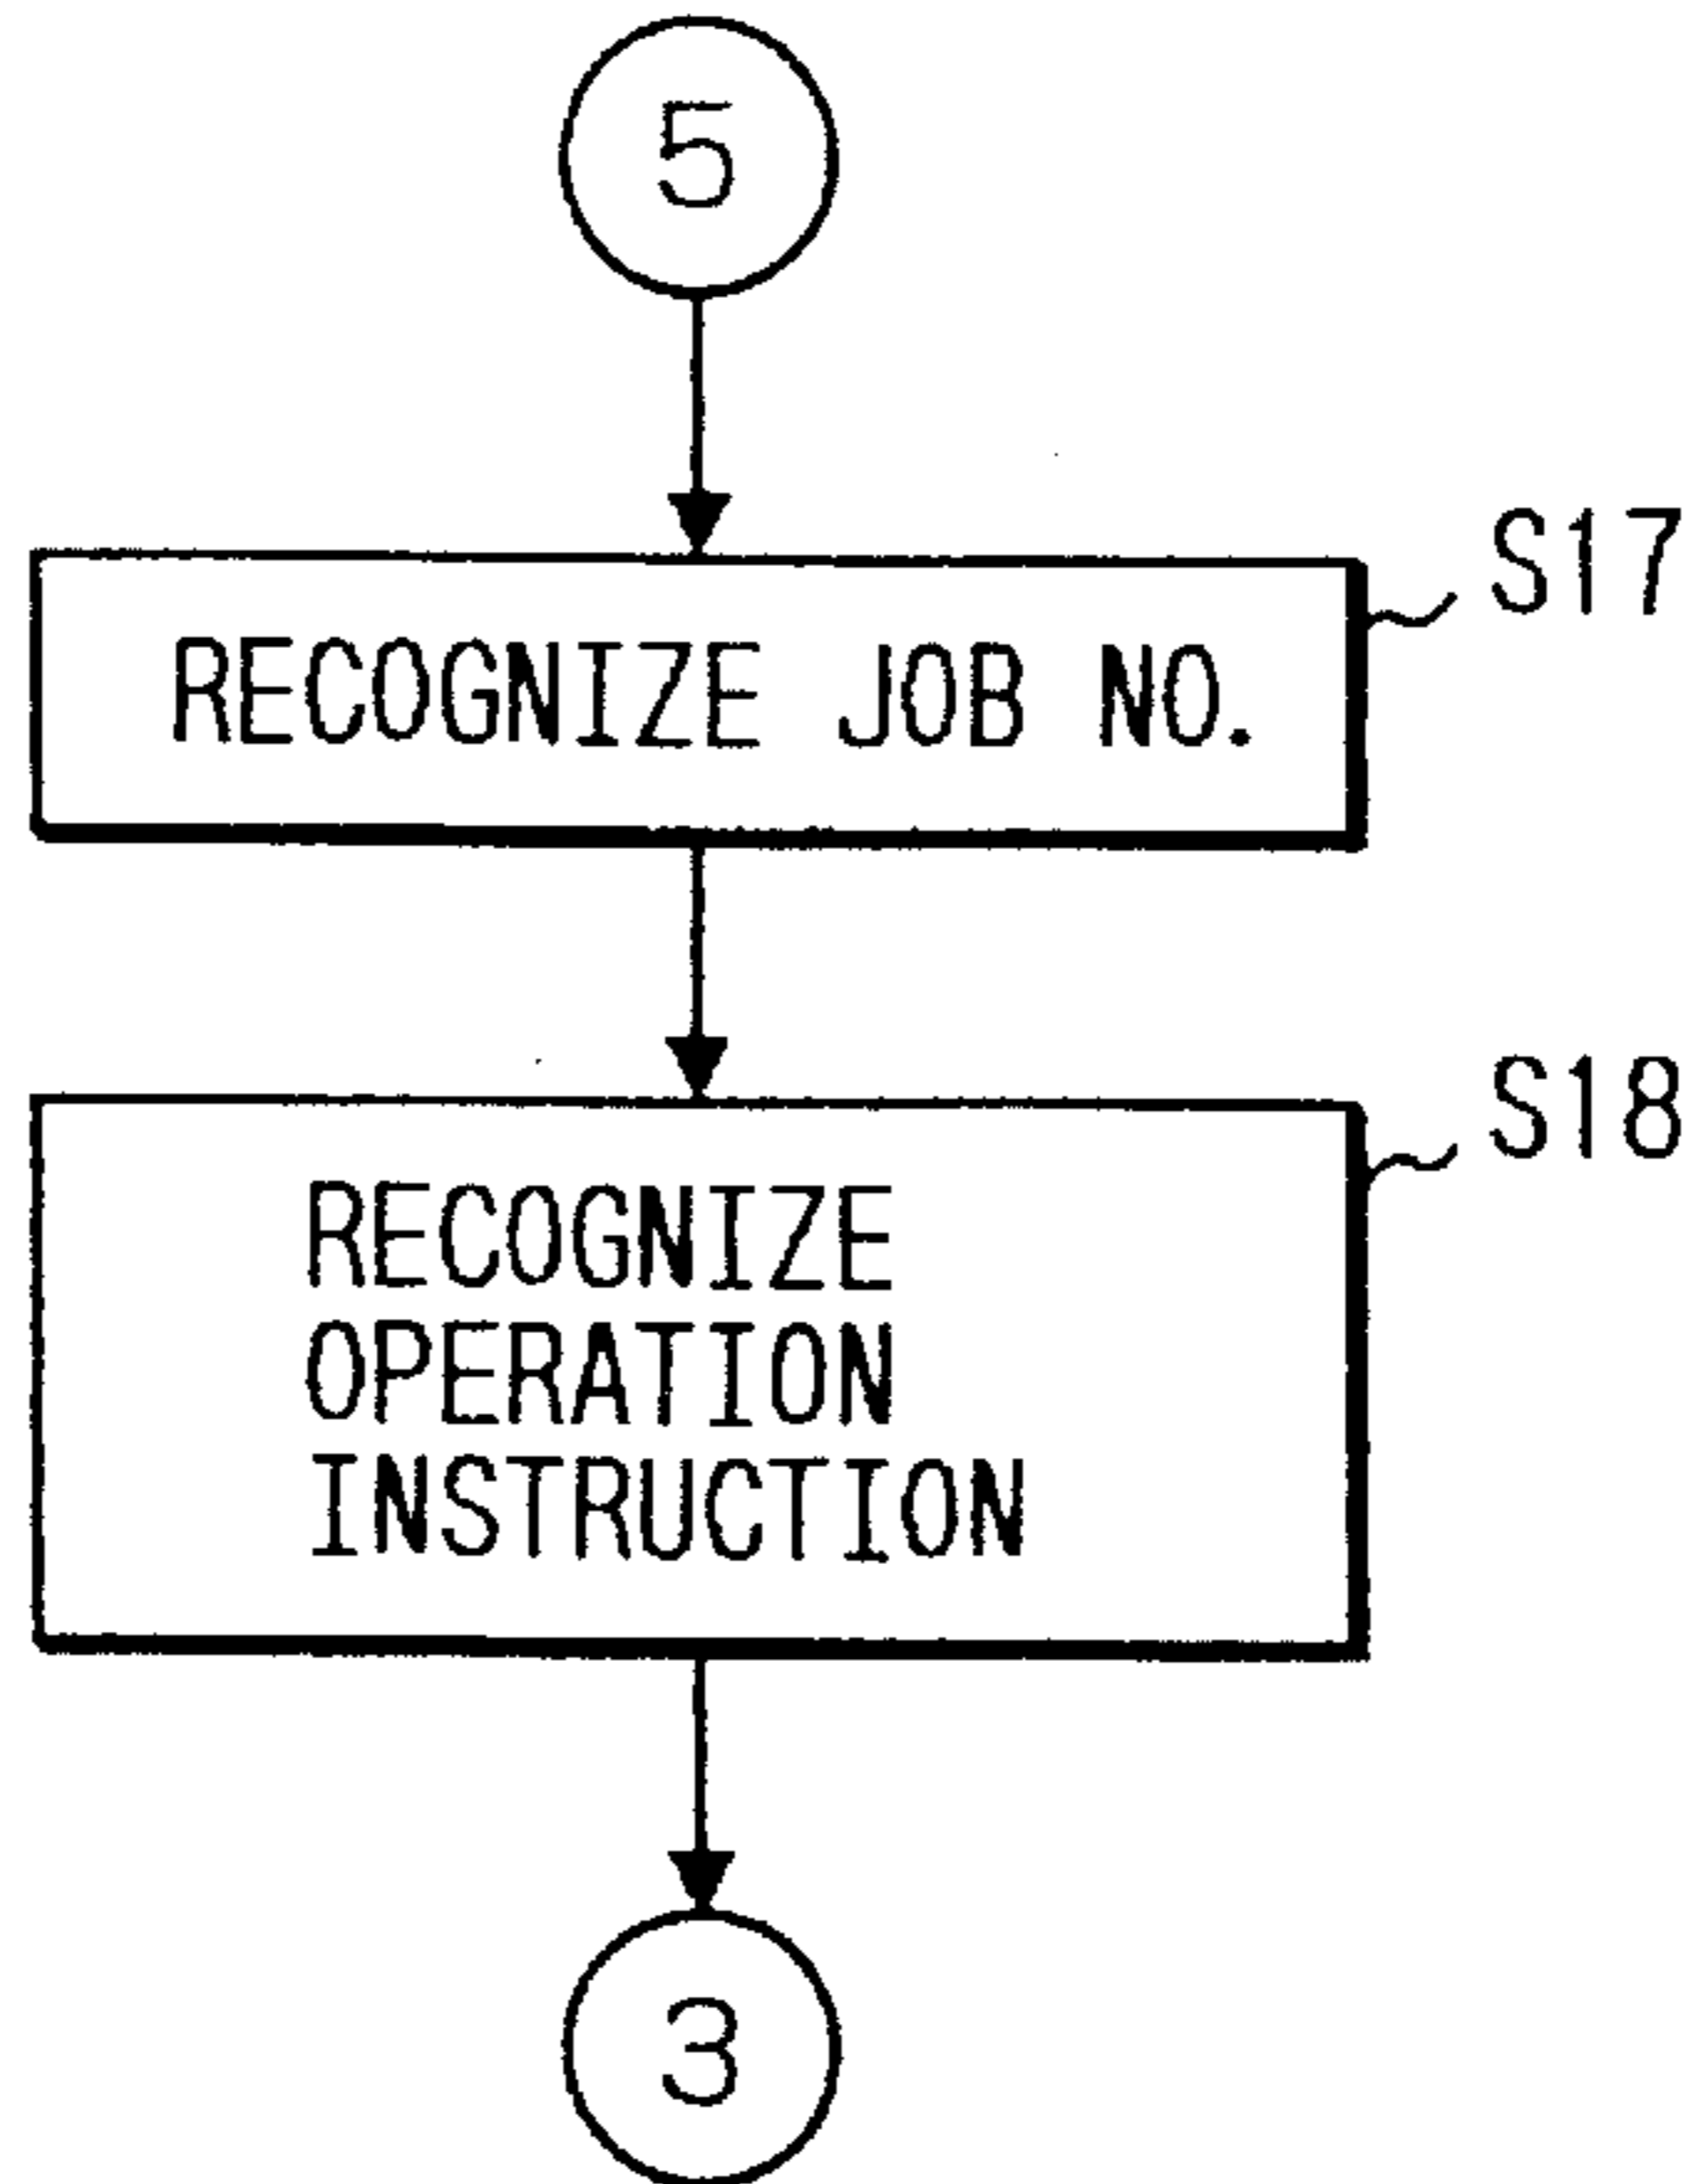 5
S17
RECOGNIZE JOB NO.
S18
RECOGNIZE
OPERATION
INSTRUCTION
3